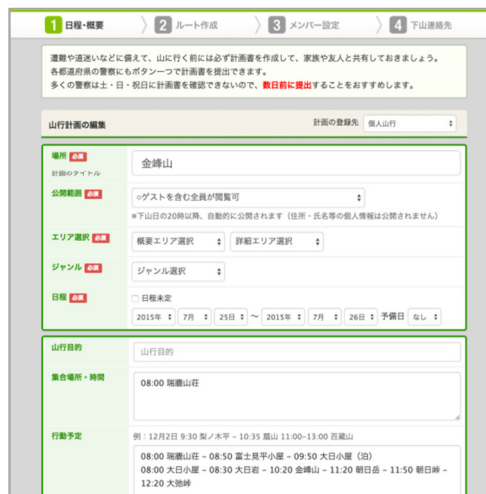 1 日程・概要 2 ルート作成 3 メンバー設定 4 下山連絡先
遭難や道迷いなどに備えて、山に行く前には必ず計画書を作成して、家族や友人と共有しておきましょう。
各都道府県の警察にもボタン一つで計画書を提出できます。
多くの警察は土・日・祝日に計画書を確認できないので、数日前に提出することをおすすめします。
山行計画の編集 計画の登録先 個人山行
場所 必須 金峰山
計画のタイトル
公開範囲 必須 ○ゲストを含む全員が閲覧可
※下山日の20時以降、自動的に公開されます（住所・氏名等の個人情報は公開されません）
エリア選択 必須 概要エリア選択 詳細エリア選択
ジャンル 必須 ジャンル選択
日程 必須 日程未定
2015年 7月 25日 〜 2015年 7月 26日 予備日 なし
山行目的 山行目的
集合場所・時間 08:00 瑞牆山荘
行動予定 例：12月2日 9:30 梨ノ木平 – 10:35 扇山 11:00–13:00 百蔵山
08:00 瑞牆山荘 – 08:50 富士見平小屋 – 09:50 大日小屋（泊）
08:00 大日小屋 – 08:30 大日岩 – 10:20 金峰山 – 11:20 朝日岳 – 11:50 朝日峠 –
12:20 大弛峠